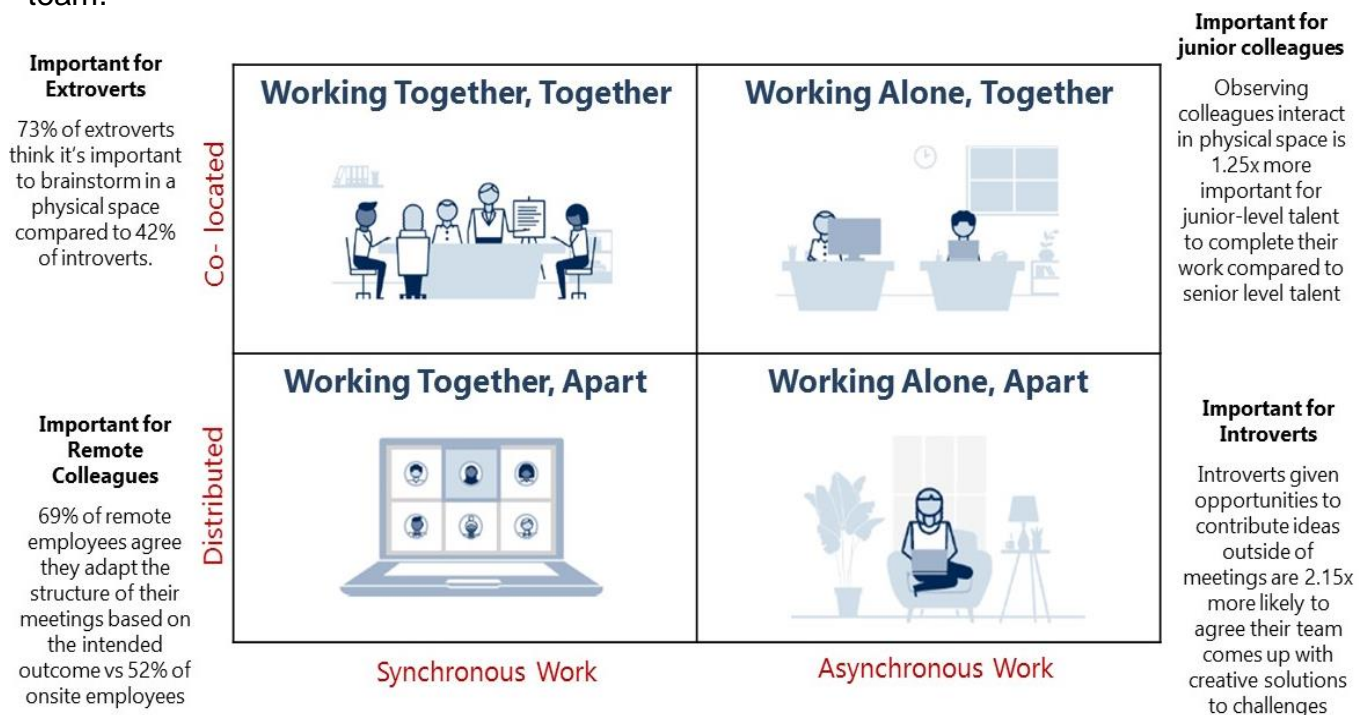 team.
Important for
Extroverts
73% of extroverts
think it's important
to brainstorm in a
physical space
compared to 42%
of introverts.
Co- located
Working Together, Together
Working Alone, Together
Important for
junior colleagues
Observing
colleagues interact
in physical space is
1.25x more
important for
junior-level talent
to complete their
work compared to
senior level talent
Important for
Remote
Colleagues
69% of remote
employees agree
they adapt the
structure of their
meetings based on
the intended
outcome vs 52% of
onsite employees
Distributed
Working Together, Apart
Working Alone, Apart
Important for
Introverts
Introverts given
opportunities to
contribute ideas
outside of
meetings are 2.15x
more likely to
agree their team
comes up with
creative solutions
to challenges
Synchronous Work
Asynchronous Work